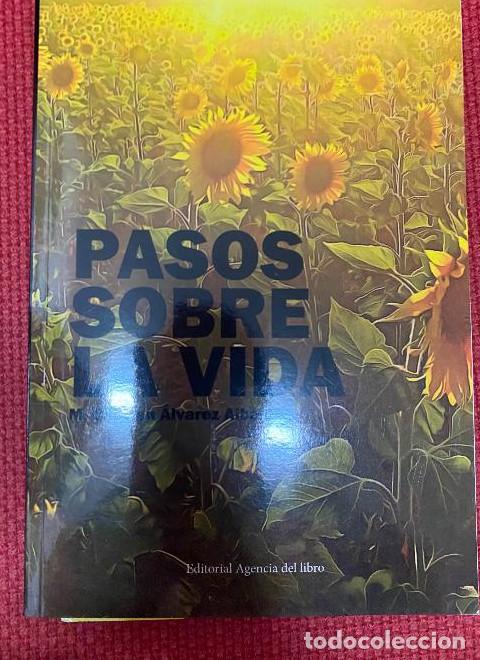 PASOS
SOBRE
LA VIDA
Álvarez
Editorial Agencia del libro
todocoleccion